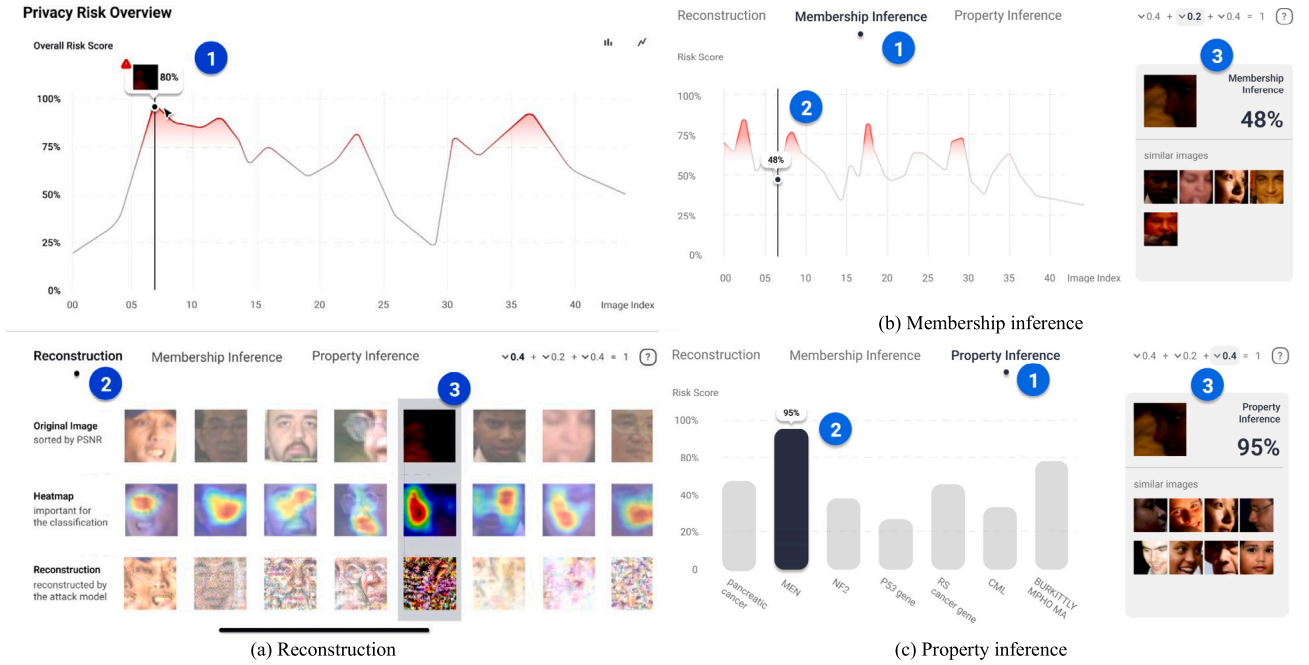 Privacy Risk Overview
Overall Risk Score
1
80%
100%
75%
50%
25%
0%
00 05 10 15 20 25 30 35 40 Image Index
Reconstruction Membership Inference Property Inference 0.4 + 0.2 + 0.4 = 1 ?
2
3
Original Image
sorted by PSNR
Heatmap
important for
the classification
Reconstruction
reconstructed by
the attack model
(a) Reconstruction
Reconstruction Membership Inference Property Inference 0.4 + 0.2 + 0.4 = 1 ?
1
3
Risk Score
2
100%
75%
50%
25%
0%
48%
00 05 10 15 20 25 30 35 40 Image Index
Membership
Inference
48%
similar images
(b) Membership inference
Reconstruction Membership Inference Property Inference 0.4 + 0.2 + 0.4 = 1 ?
1
3
Risk Score
95%
2
100%
80%
40%
20%
0
pancreatic
cancer
MEN
NF2
P53 gene
RS
cancer gene
CML
BURKITTLY
MPHO MA
Property
Inference
95%
similar images
(c) Property inference